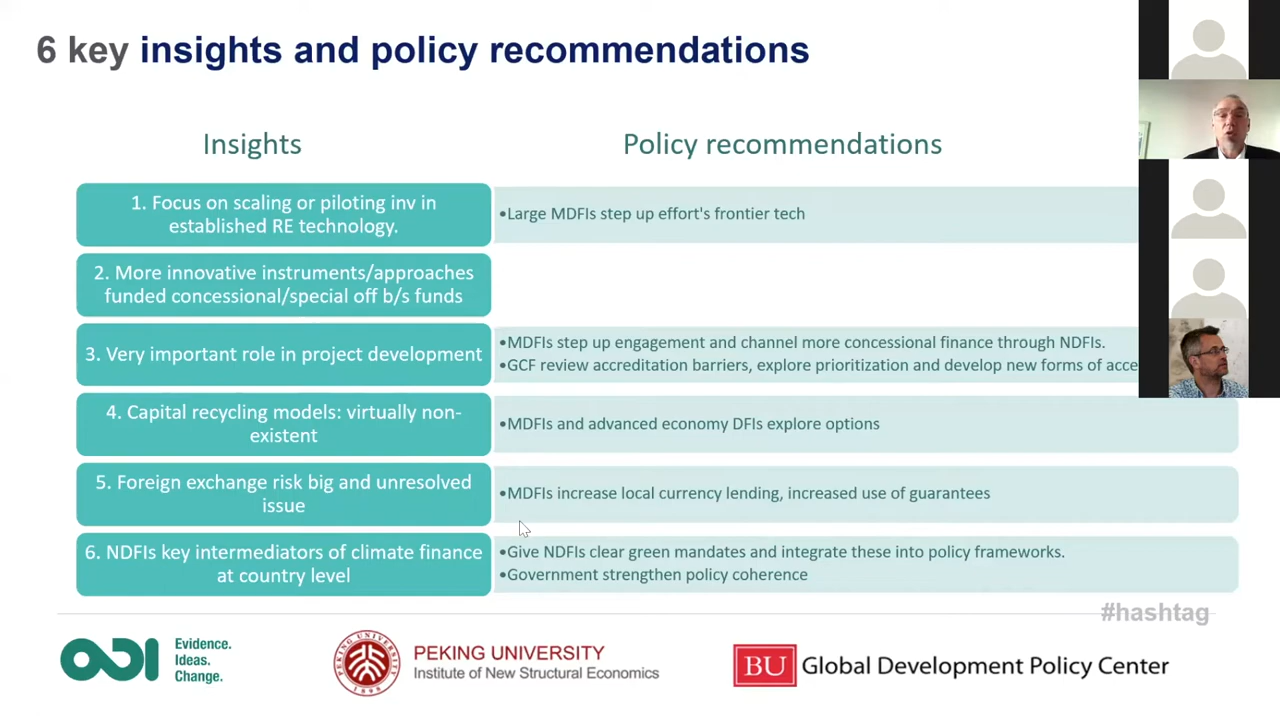 6 key insights and policy recommendations
Insights
Policy recommendations
1. Focus on scaling or piloting inv in
established RE technology.
•Large MDFIs step up effort's frontier tech
2. More innovative instruments/approaches
funded concessional/special off b/s funds
3. Very important role in project development
•MDFIs step up engagement and channel more concessional finance through NDFIs.
•GCF review accreditation barriers, explore prioritization and develop new forms of acce
4. Capital recycling models: virtually non-
existent
•MDFIs and advanced economy DFIs explore options
5. Foreign exchange risk big and unresolved
issue
•MDFIs increase local currency lending, increased use of guarantees
6. NDFIs key intermediators of climate finance
at country level
•Give NDFIs clear green mandates and integrate these into policy frameworks.
•Government strengthen policy coherence
#hashtag
ODI
Evidence.
Ideas.
Change.
PEKING UNIVERSITY
1898
PEKING UNIVERSITY
Institute of New Structural Economics
BU
Global Development Policy Center